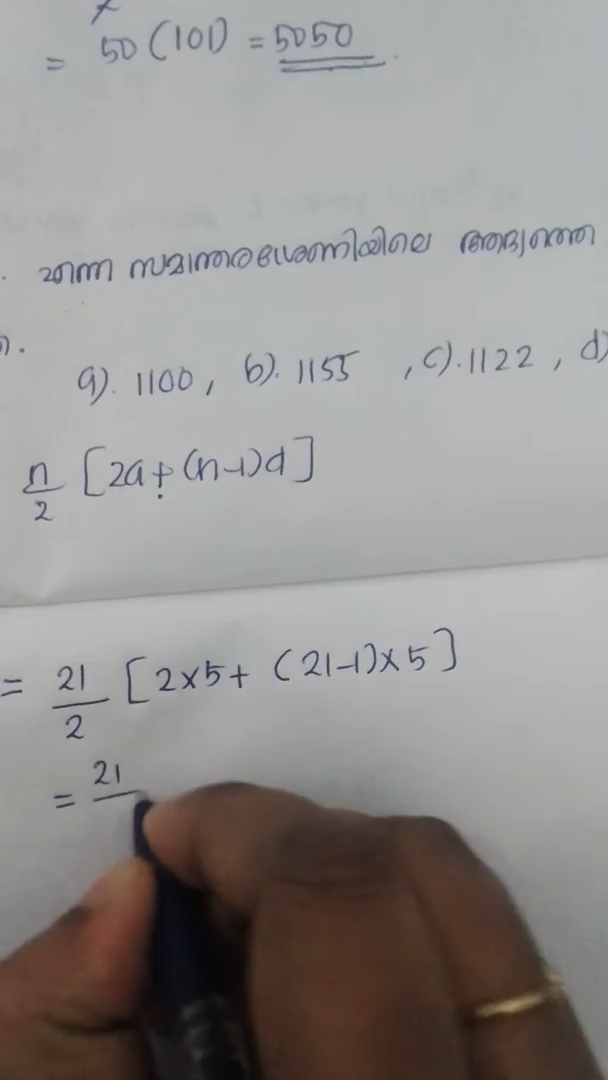 = 50 (101) = 5050
. എന്ന സമാന്തരശ്രേണിയിലെ ആദ്യത്തെ
a). 1100, b). 1155, c). 1122, d)
n/2 [2a + (n-1)d]
= 21/2 [2×5 + (21-1)×5]
= 21